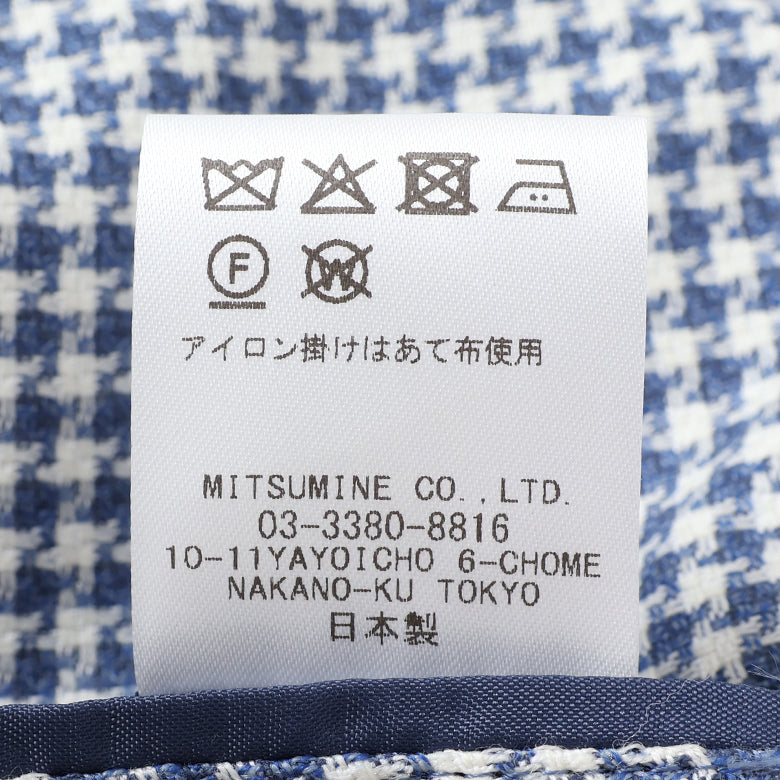 F W
アイロン掛けはあて布使用
MITSUMINE CO.,LTD.
03-3380-8816
10-11YAYOICHO 6-CHOME
NAKANO-KU TOKYO
日本製